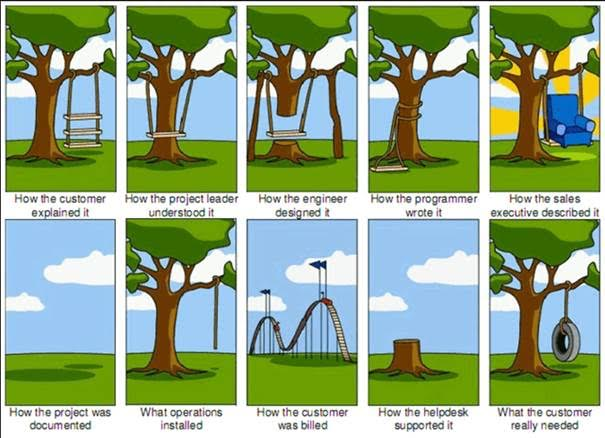 How the customer
explained it
How the project leader
understood it
How the engineer
designed it
How the programmer
wrote it
How the sales
executive described it
How the project was
documented
What operations
installed
How the customer
was billed
How the helpdesk
supported it
What the customer
really needed